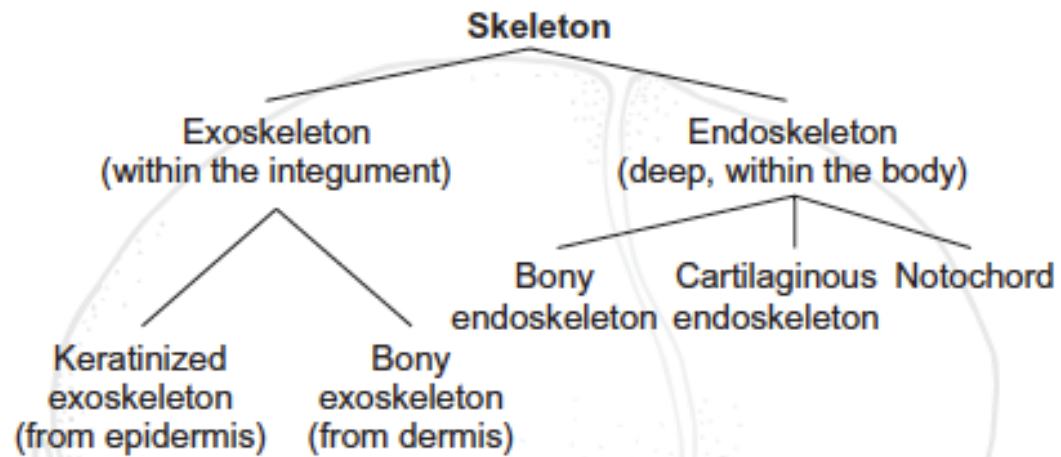 Skeleton
Exoskeleton
(within the integument)
Endoskeleton
(deep, within the body)
Bony
endoskeleton
Cartilaginous
endoskeleton
Notochord
Keratinized
exoskeleton
(from epidermis)
Bony
exoskeleton
(from dermis)